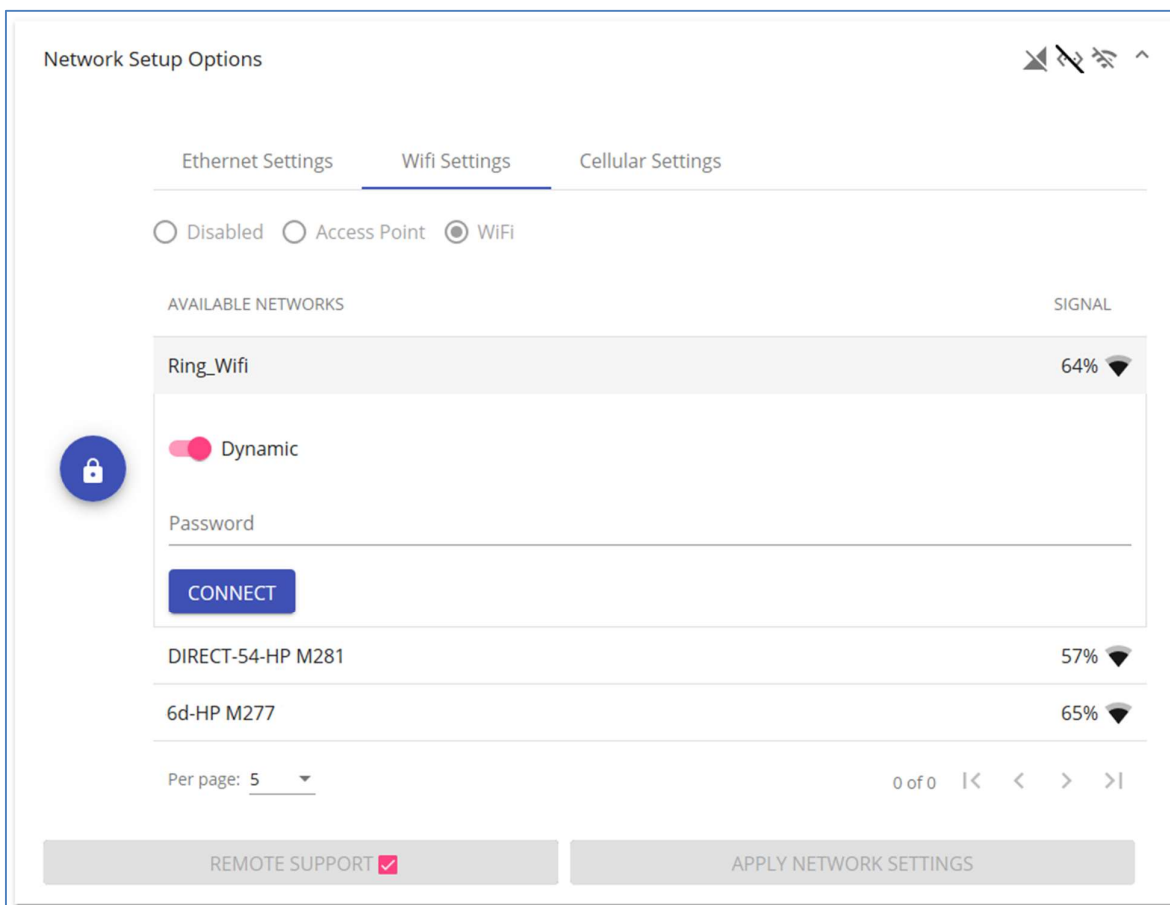 Network Setup Options
Ethernet Settings Wifi Settings Cellular Settings
Disabled Access Point WiFi
AVAILABLE NETWORKS SIGNAL
Ring_Wifi 64%
Dynamic
Password
CONNECT
DIRECT-54-HP M281 57%
6d-HP M277 65%
Per page: 5 0 of 0
REMOTE SUPPORT APPLY NETWORK SETTINGS